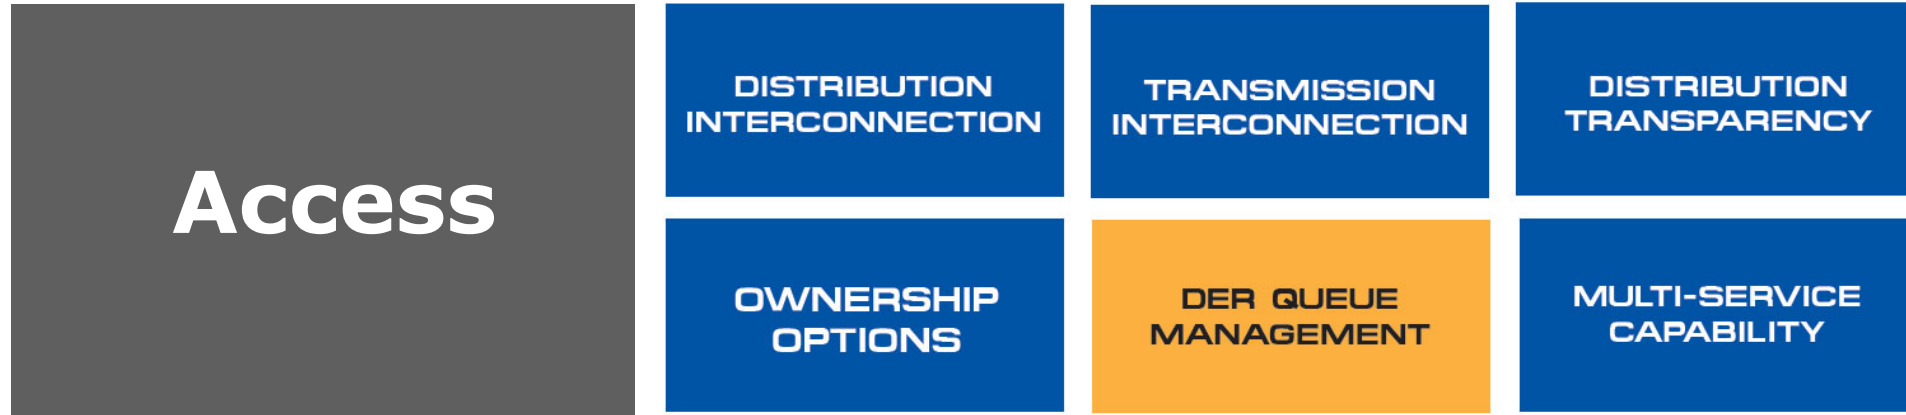 Access
DISTRIBUTION
INTERCONNECTION
TRANSMISSION
INTERCONNECTION
DISTRIBUTION
TRANSPARENCY
OWNERSHIP
OPTIONS
DER QUEUE
MANAGEMENT
MULTI-SERVICE
CAPABILITY